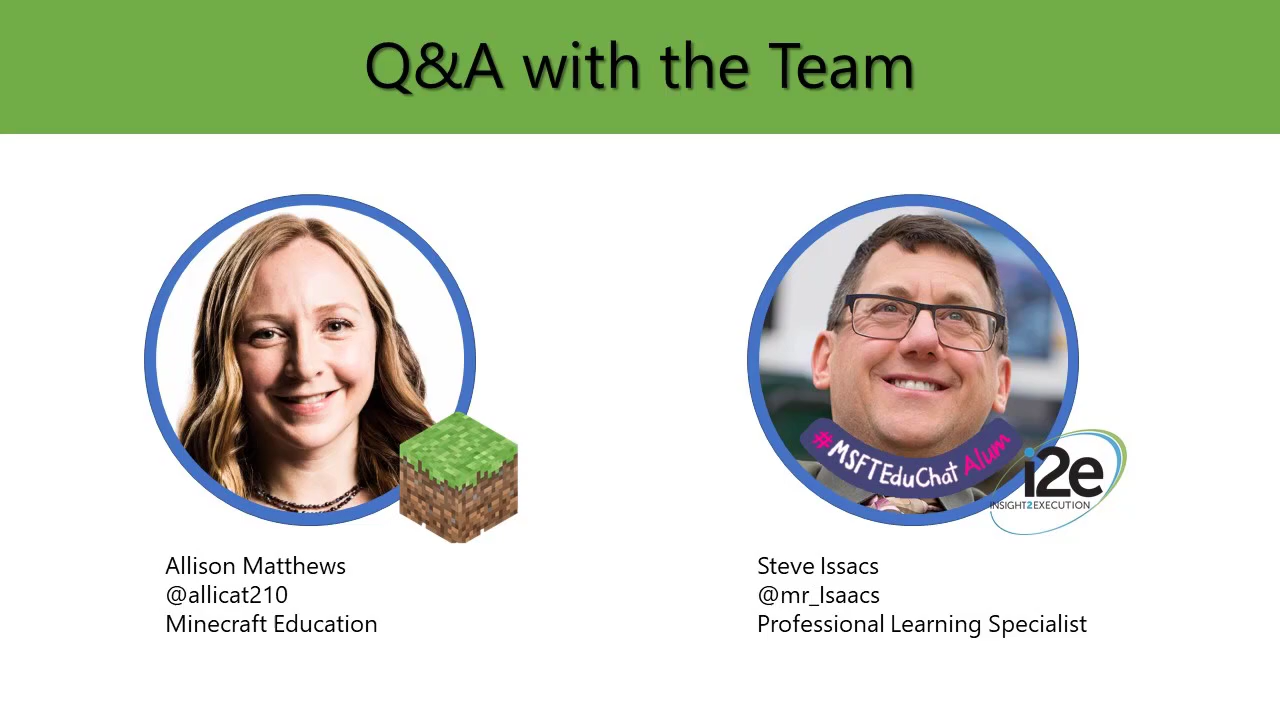 Q&A with the Team
#MSFTEduChat Alum
i2e
INSIGHT2EXECUTION
Allison Matthews
@allicat210
Minecraft Education
Steve Issacs
@mr_Isaacs
Professional Learning Specialist